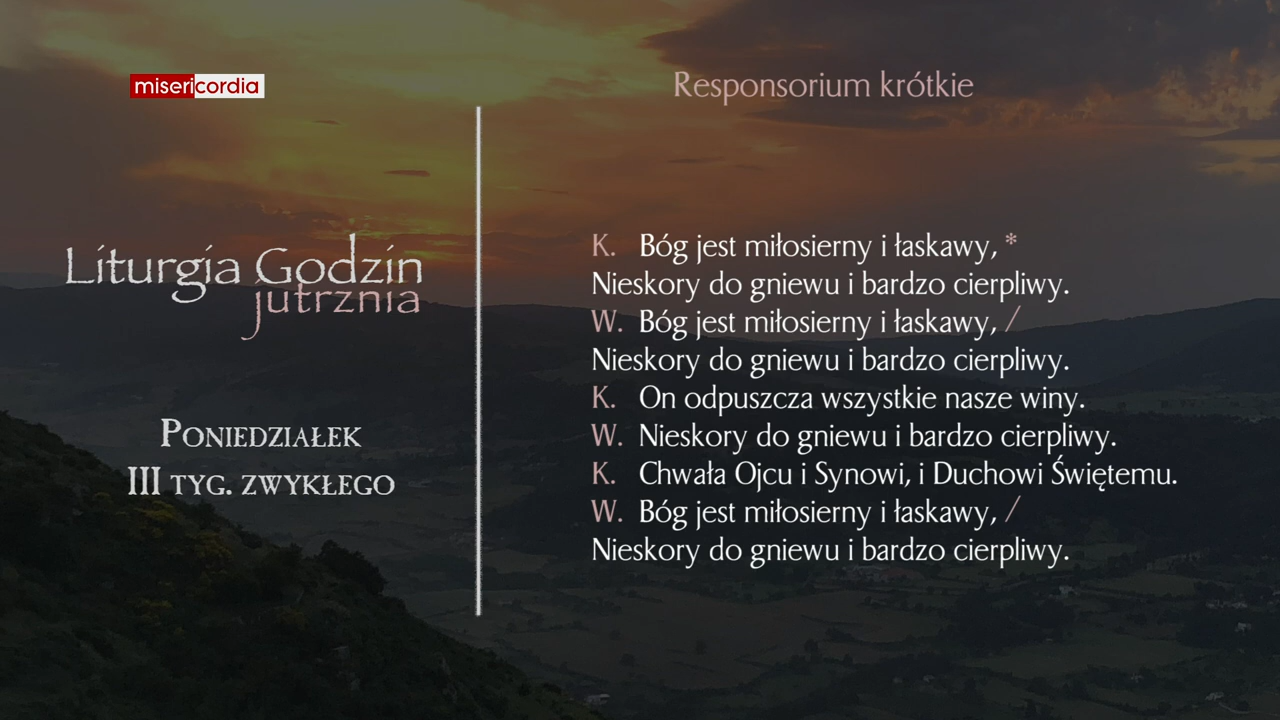 misericordia
Liturgia Godzin
jutrznia
Poniedziałek
III tyg. zwykłego
Responsorium krótkie
K. Bóg jest miłosierny i łaskawy, *
Nieskory do gniewu i bardzo cierpliwy.
W. Bóg jest miłosierny i łaskawy, /
Nieskory do gniewu i bardzo cierpliwy.
K. On odpuszcza wszystkie nasze winy.
W. Nieskory do gniewu i bardzo cierpliwy.
K. Chwała Ojcu i Synowi, i Duchowi Świętemu.
W. Bóg jest miłosierny i łaskawy, /
Nieskory do gniewu i bardzo cierpliwy.